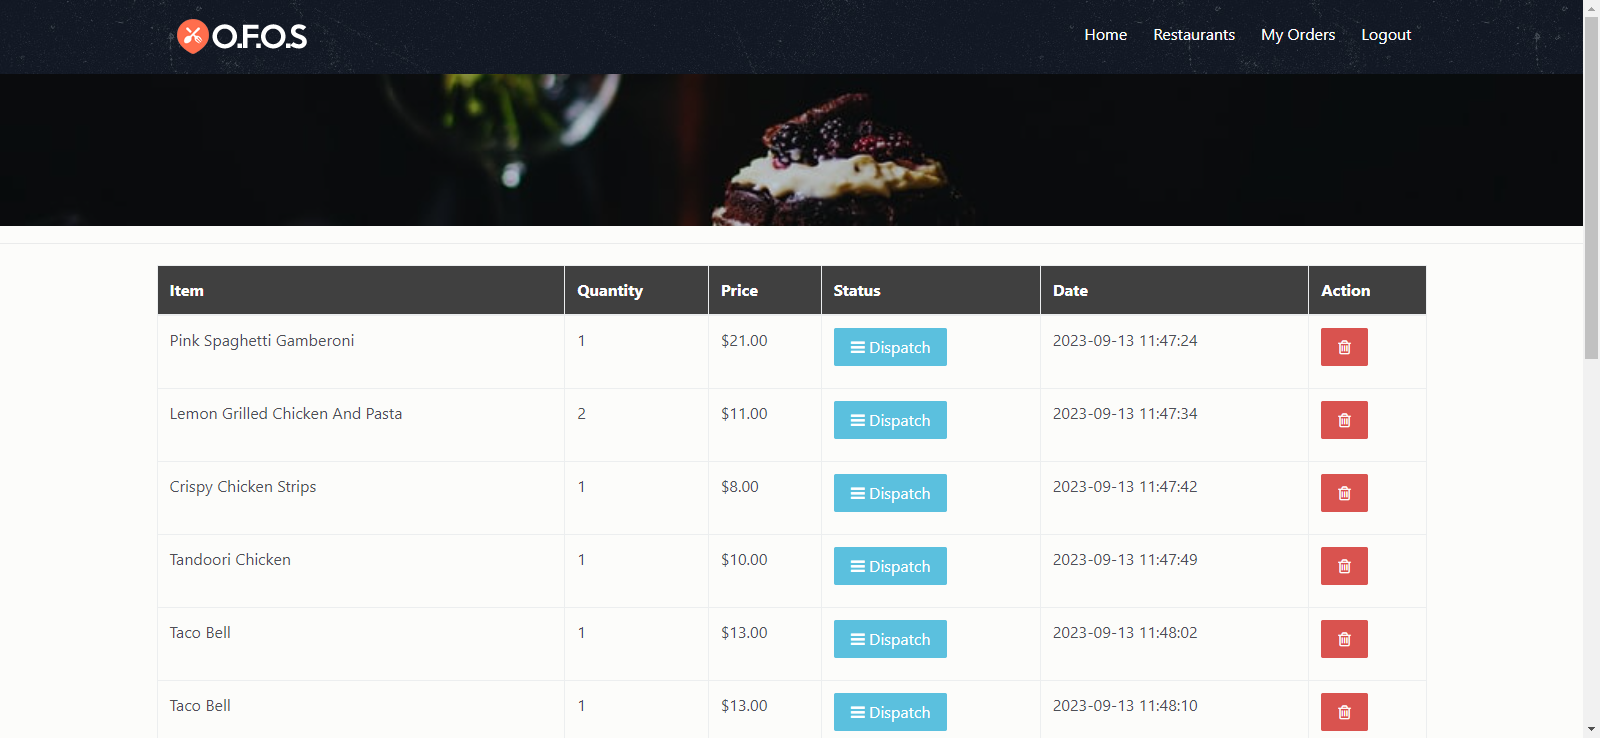 O.F.O.S
Home Restaurants My Orders Logout
Item Quantity Price Status Date Action
Pink Spaghetti Gamberoni 1 $21.00 Dispatch 2023-09-13 11:47:24
Lemon Grilled Chicken And Pasta 2 $11.00 Dispatch 2023-09-13 11:47:34
Crispy Chicken Strips 1 $8.00 Dispatch 2023-09-13 11:47:42
Tandoori Chicken 1 $10.00 Dispatch 2023-09-13 11:47:49
Taco Bell 1 $13.00 Dispatch 2023-09-13 11:48:02
Taco Bell 1 $13.00 Dispatch 2023-09-13 11:48:10